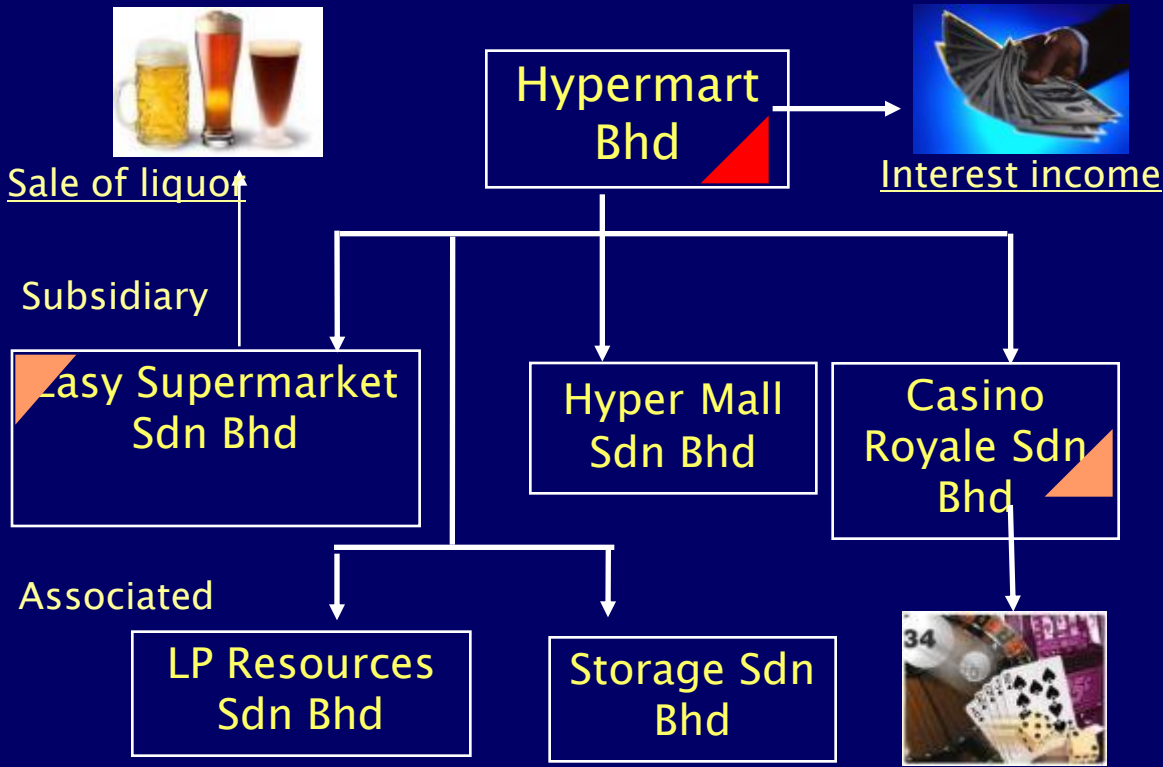 Hypermart
Bhd
Sale of liquor
Interest income
Subsidiary
Easy Supermarket
Sdn Bhd
Hyper Mall
Sdn Bhd
Casino
Royale Sdn
Bhd
Associated
LP Resources
Sdn Bhd
Storage Sdn
Bhd
34